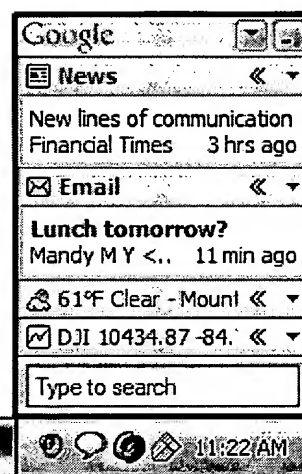 Google
News
New lines of communication
Financial Times 3 hrs ago
Email
Lunch tomorrow?
Mandy M Y <.. 11 min ago
61°F Clear - Mount
DJI 10434.87 -84.
Type to search
11:22 AM